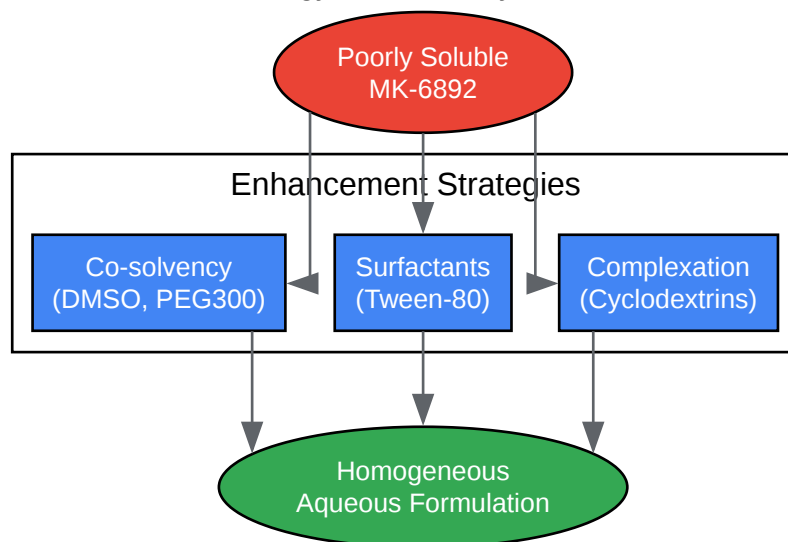 Poorly Soluble
MK-6892
Enhancement Strategies
Co-solvency
(DMSO, PEG300)
Surfactants
(Tween-80)
Complexation
(Cyclodextrins)
Homogeneous
Aqueous Formulation